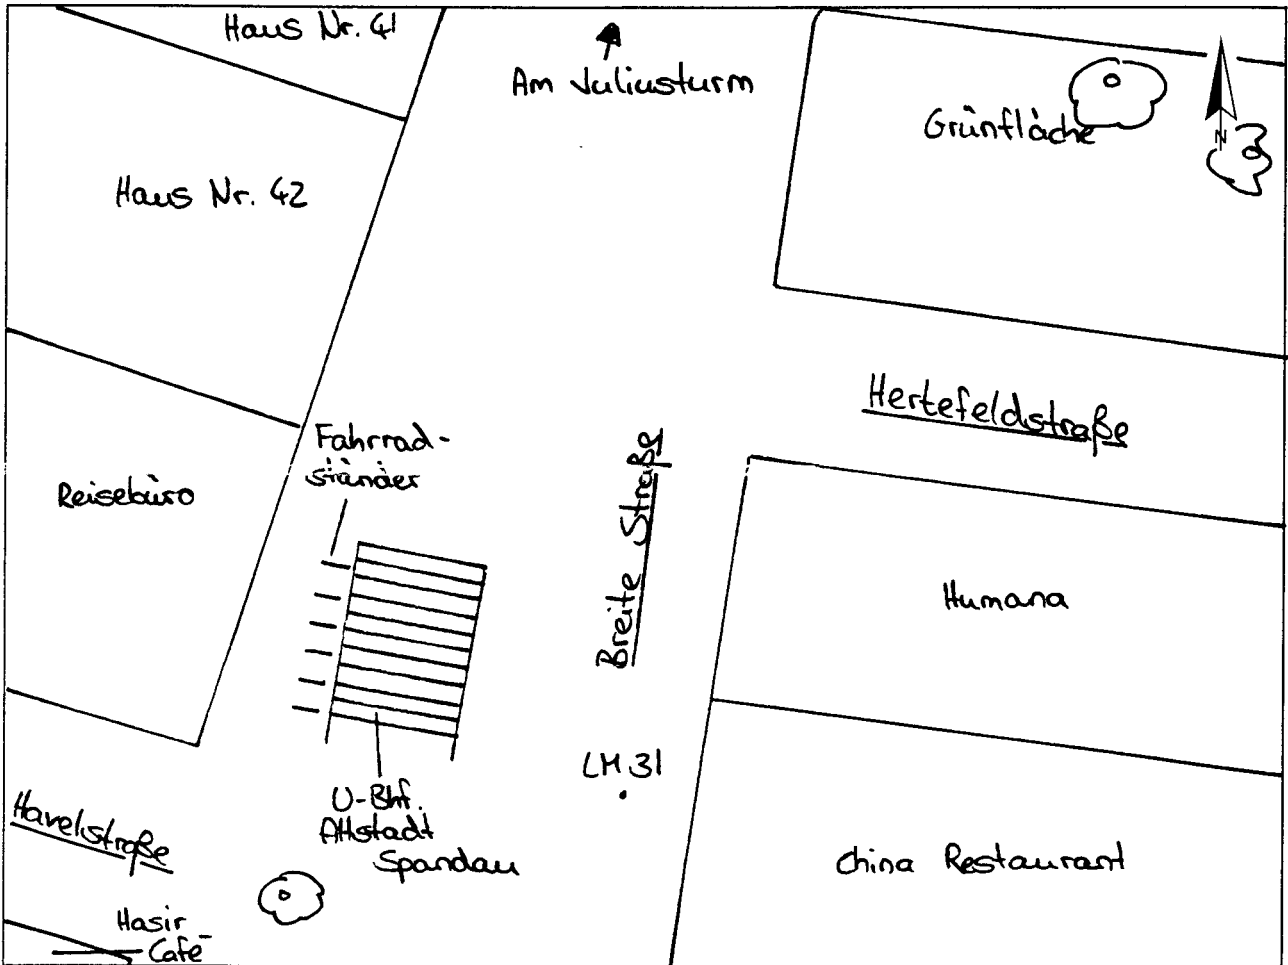 Haus Nr. 41
Am Juliusturm
Grünfläche
N
Haus Nr. 42
Hertefeldstraße
Fahrrad-
ständer
Reisebüro
Breite Straße
Humana
LM 31
U-Bhf.
Altstadt
Spandau
Havelstraße
China Restaurant
Hasir
Café